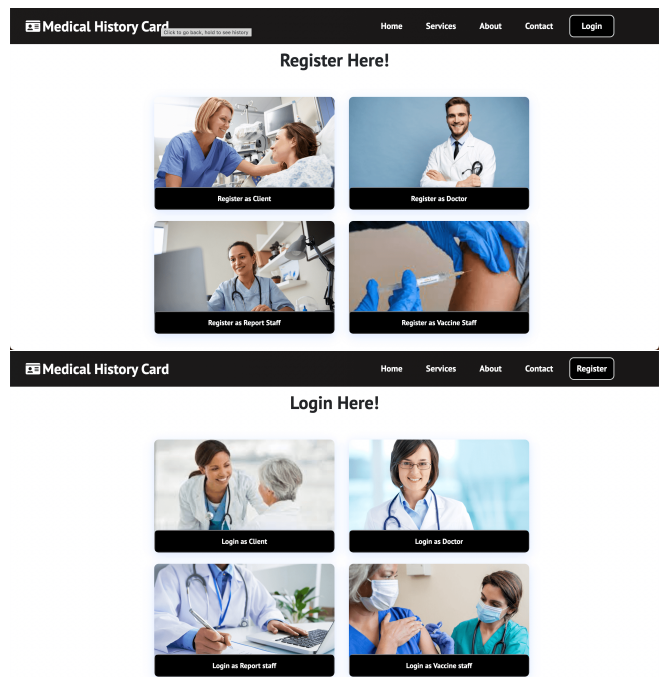 Medical History Card
Home Services About Contact Login
Click to go back, hold to see history
Register Here!
Register as Client Register as Doctor
Register as Report Staff Register as Vaccine Staff
Medical History Card
Home Services About Contact Register
Login Here!
Login as Client Login as Doctor
Login as Report staff Login as Vaccine staff